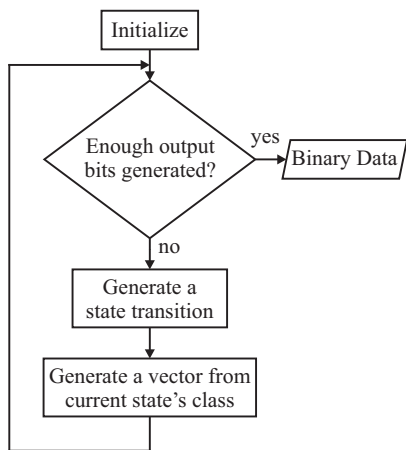 Initialize
Enough output
bits generated?
yes
Binary Data
no
Generate a
state transition
Generate a vector from
current state's class